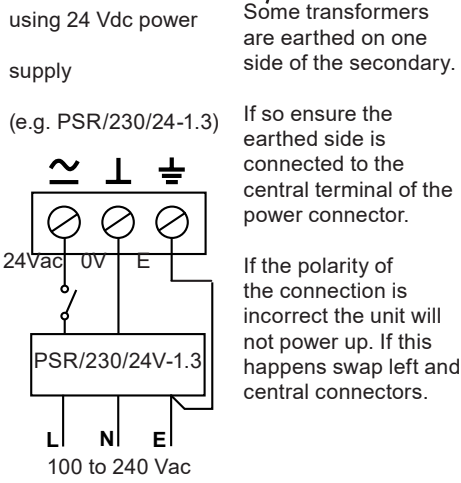 using 24 Vdc power
supply
(e.g. PSR/230/24-1.3)
24Vac 0V E
PSR/230/24V-1.3
L N E
100 to 240 Vac
Some transformers
are earthed on one
side of the secondary.
If so ensure the
earthed side is
connected to the
central terminal of the
power connector.
If the polarity of
the connection is
incorrect the unit will
not power up. If this
happens swap left and
central connectors.